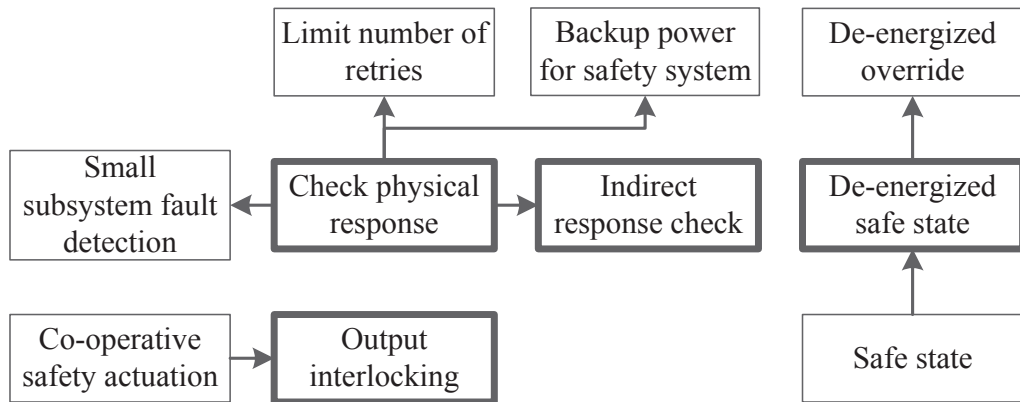 Limit number of
retries
Backup power
for safety system
De-energized
override
Small
subsystem fault
detection
Check physical
response
Indirect
response check
De-energized
safe state
Co-operative
safety actuation
Output
interlocking
Safe state